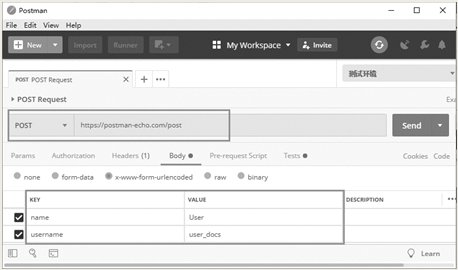 Postman
File Edit View Help
New Import Runner My Workspace Invite
POST POST Request
测试环境
POST Request
POST https://postman-echo.com/post Send
Params Authorization Headers (1) Body Pre-request Script Tests Cookies Code
none form-data x-www-form-urlencoded raw binary
KEY VALUE DESCRIPTION
name User
username user_docs
Learn